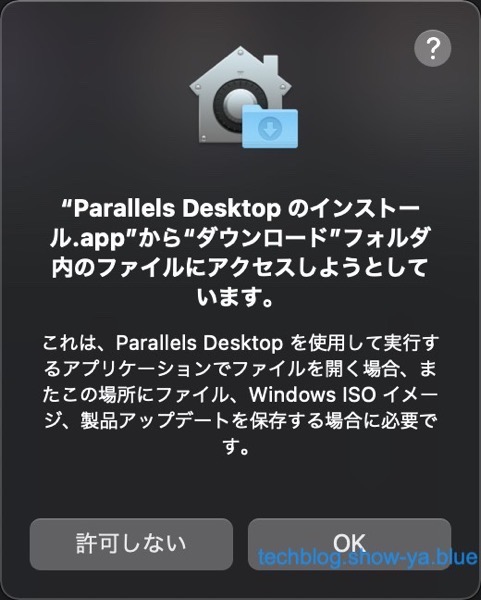 ?
“Parallels Desktop のインストー
ル.app”から“ダウンロード”フォルダ
内のファイルにアクセスしようとして
います。
これは、Parallels Desktop を使用して実行す
るアプリケーションでファイルを開く場合、ま
たこの場所にファイル、Windows ISO イメー
ジ、製品アップデートを保存する場合に必要で
す。
許可しない
OK
techblog.show-ya.blue